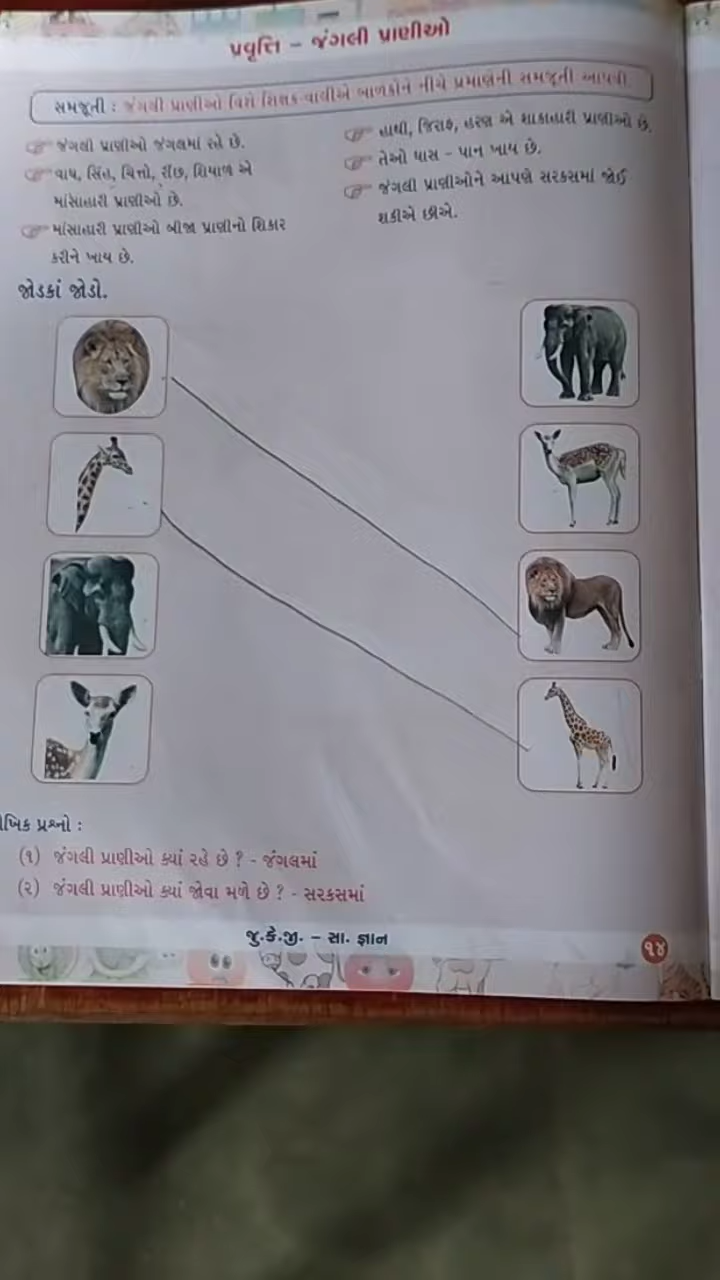 પ્રવૃત્તિ – જંગલી પ્રાણીઓ
સમજૂતી : જંગલી પ્રાણીઓ વિશે શિક્ષક-વાલીએ બાળકોને નીચે પ્રમાણેની સમજૂતી આપવી.
જંગલી પ્રાણીઓ જંગલમાં રહે છે.
વાઘ, સિંહ, ચિત્તો, રીંછ, શિયાળ એ
માંસાહારી પ્રાણીઓ છે.
માંસાહારી પ્રાણીઓ બીજા પ્રાણીનો શિકાર
કરીને ખાય છે.
હાથી, જિરાફ, હરણ એ શાકાહારી પ્રાણીઓ છે.
તેઓ ઘાસ – પાન ખાય છે.
જંગલી પ્રાણીઓને આપણે સરકસમાં જોઈ
શકીએ છીએ.
જોડકાં જોડો.
પ્રશ્નો :
(૧) જંગલી પ્રાણીઓ ક્યાં રહે છે ? - જંગલમાં
(૨) જંગલી પ્રાણીઓ ક્યાં જોવા મળે છે ? - સરકસમાં
જુ.કે.જી. – સા. જ્ઞાન
૧૪